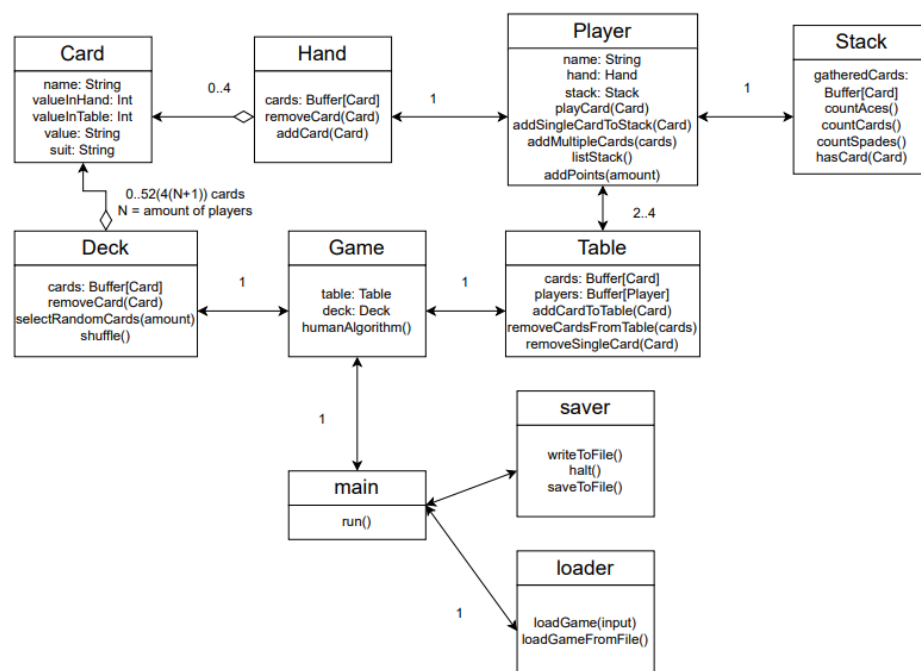 Card
name: String
valueInHand: Int
valueInTable: Int
value: String
suit: String
0..4
Hand
cards: Buffer[Card]
removeCard(Card)
addCard(Card)
1
Player
name: String
hand: Hand
stack: Stack
playCard(Card)
addSingleCardToStack(Card)
addMultipleCards(cards)
listStack()
addPoints(amount)
1
Stack
gatheredCards:
Buffer[Card]
countAces()
countCards()
countSpades()
hasCard(Card)
0..52(4(N+1)) cards
N = amount of players
2..4
Deck
cards: Buffer[Card]
removeCard(Card)
selectRandomCards(amount)
shuffle()
1
Game
table: Table
deck: Deck
humanAlgorithm()
1
Table
cards: Buffer[Card]
players: Buffer[Player]
addCardToTable(Card)
removeCardsFromTable(cards)
removeSingleCard(Card)
1
saver
writeToFile()
halt()
saveToFile()
main
run()
1
loader
loadGame(input)
loadGameFromFile()